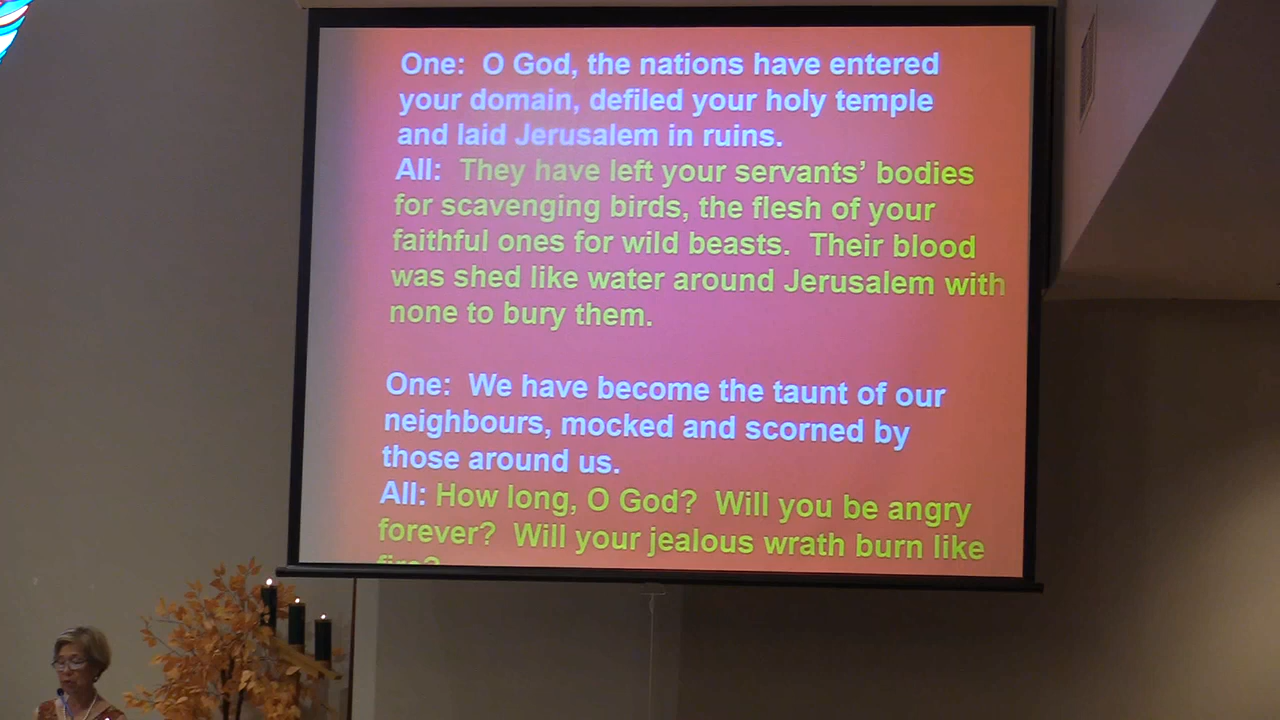 One:  O God, the nations have entered
your domain, defiled your holy temple
and laid Jerusalem in ruins.
All:  They have left your servants’ bodies
for scavenging birds, the flesh of your
faithful ones for wild beasts.  Their blood
was shed like water around Jerusalem with
none to bury them.
One:  We have become the taunt of our
neighbours, mocked and scorned by
those around us.
All: How long, O God?  Will you be angry
forever?  Will your jealous wrath burn like
fire?